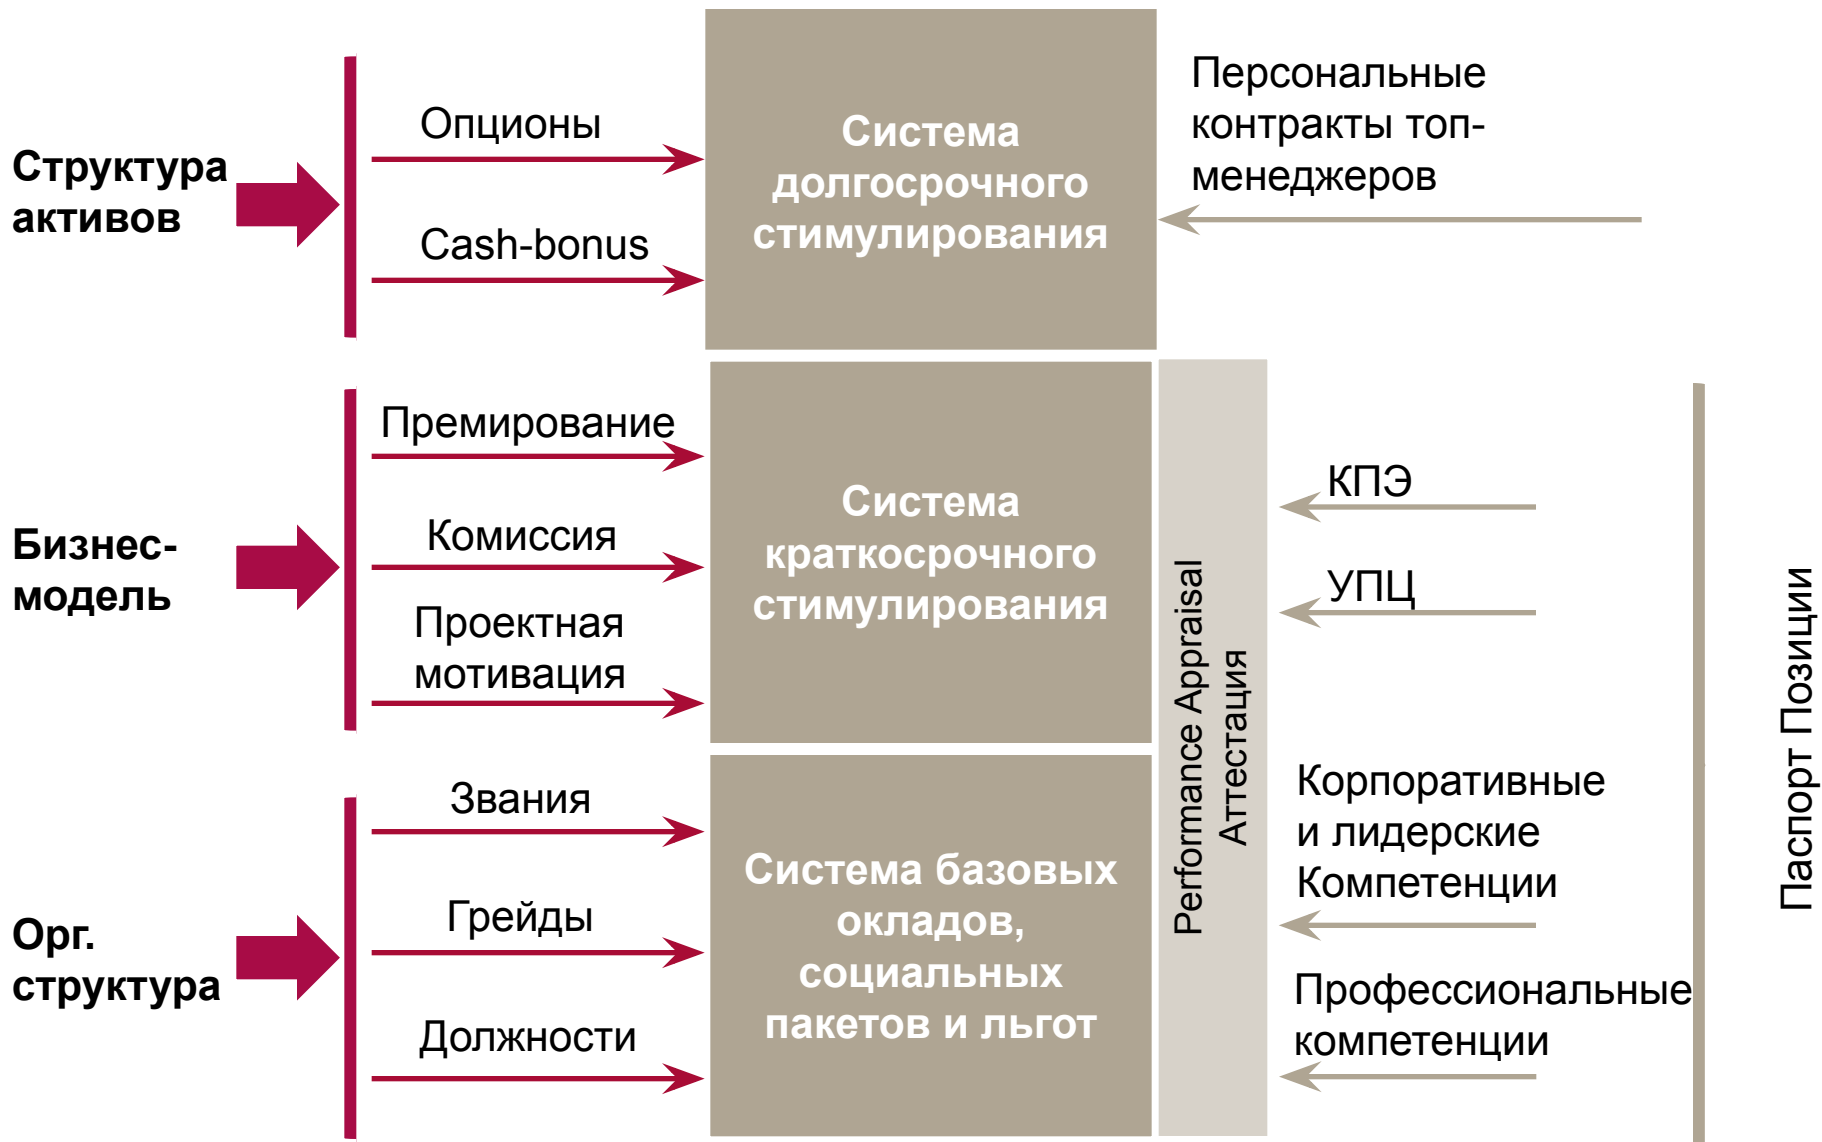 Структура
активов
Опционы
Cash-bonus
Система
долгосрочного
стимулирования
Персональные
контракты топ-
менеджеров
Бизнес-
модель
Премирование
Комиссия
Проектная
мотивация
Система
краткосрочного
стимулирования
КПЭ
УПЦ
Орг.
структура
Звания
Грейды
Должности
Система базовых
окладов,
социальных
пакетов и льгот
Performance Appraisal
Аттестация
Корпоративные
и лидерские
Компетенции
Профессиональные
компетенции
Паспорт Позиции